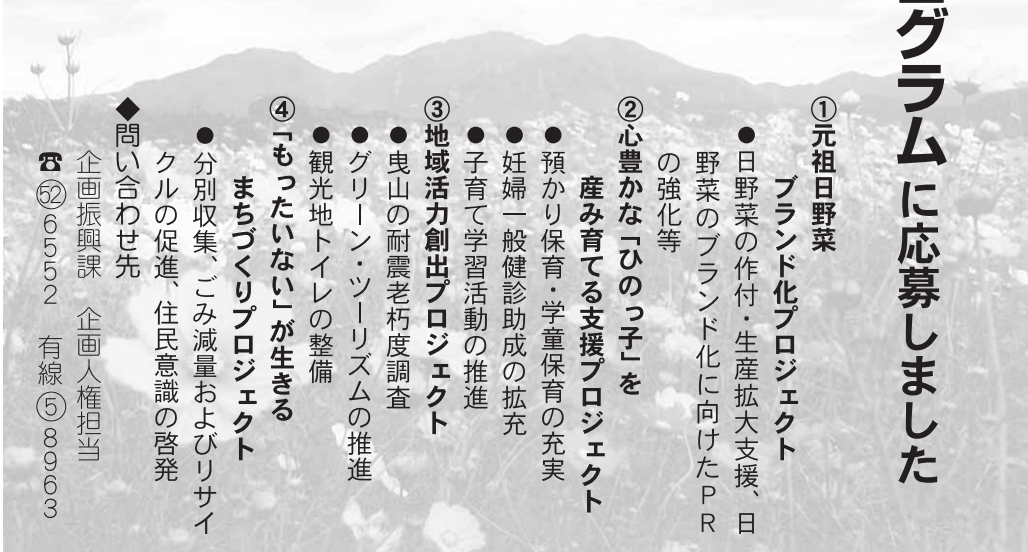 グラムに応募しました
①元祖日野菜
ブランド化プロジェクト
●日野菜の作付・生産拡大支援、日
野菜のブランド化に向けたＰＲ
の強化等
②心豊かな「ひのっ子」を
産み育てる支援プロジェクト
●預かり保育・学童保育の充実
●妊婦一般健診助成の拡充
●子育て学習活動の推進
③地域活力創出プロジェクト
●曳山の耐震老朽度調査
●グリーン・ツーリズムの推進
●観光地トイレの整備
④「もったいない」が生きる
まちづくりプロジェクト
●分別収集、ごみ減量およびリサイ
クルの促進、住民意識の啓発
◆問い合わせ先
企画振興課　企画人権担当
☎㊾6552　有線⑤8963